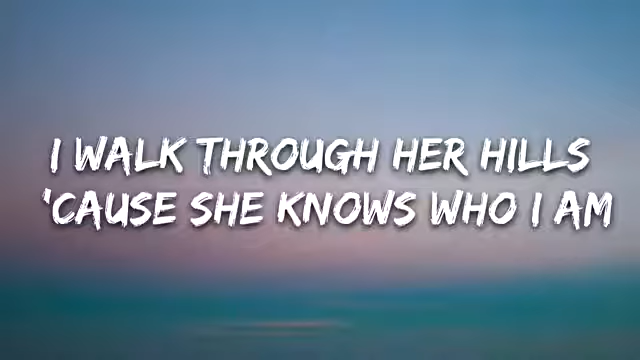 I WALK THROUGH HER HILLS
'CAUSE SHE KNOWS WHO I AM